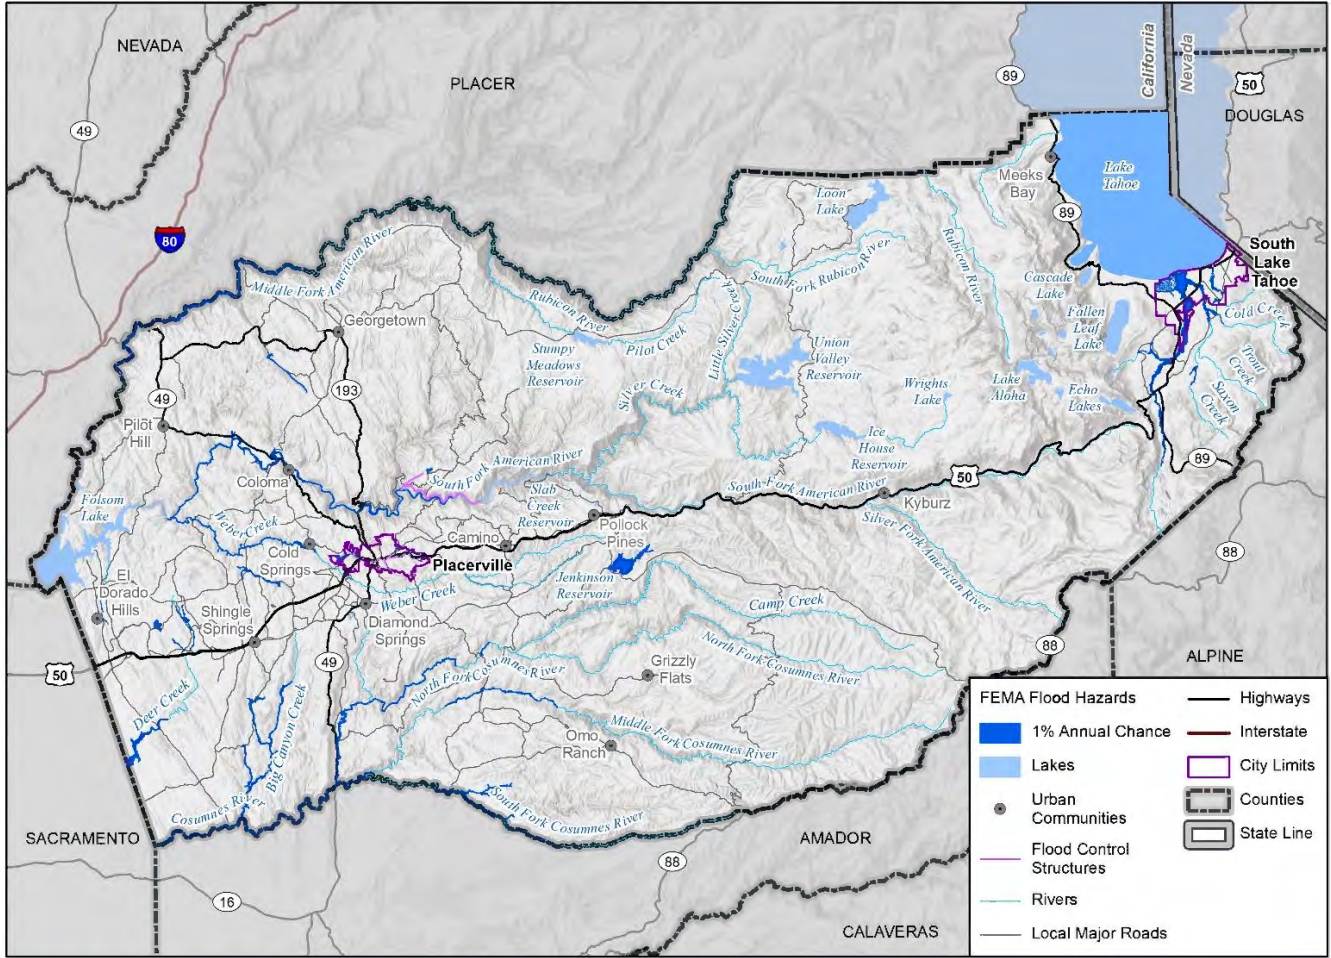 NEVADA
PLACER
89
California
Nevada
50
DOUGLAS
49
80
Meeks
Bay
Lake
Tahoe
Loon
Lake
89
South
Lake
Tahoe
Middle Fork American River
South Fork Rubicon River
Rubicon River
Rubicon River
Cascade
Lake
Fallen
Leaf
Lake
Cold Creek
Trout
Creek
Saxon
Creek
Georgetown
Pilot Creek
Little Silver Creek
Stumpy
Meadows
Reservoir
Union
Valley
Reservoir
Silver Creek
Wrights
Lake
Lake
Aloha
Echo
Lakes
193
49
Pilot
Hill
Ice
House
Reservoir
89
South Fork American River
South Fork American River
50
Coloma
Folsom
Lake
Slab
Creek
Reservoir
Kyburz
Weber Creek
Cold
Springs
Camino
Pollock
Pines
Silver Fork American River
88
Placerville
El
Dorado
Hills
Jenkinson
Reservoir
Weber Creek
Shingle
Springs
Diamond
Springs
Camp Creek
88
50
49
North Fork Cosumnes River
North Fork Cosumnes River
Grizzly
Flats
ALPINE
Deer Creek
Big Canyon Creek
Omo
Ranch
Middle Fork Cosumnes River
Cosumnes River
South Fork Cosumnes River
SACRAMENTO
AMADOR
88
16
CALAVERAS
FEMA Flood Hazards
1% Annual Chance
Lakes
Urban
Communities
Flood Control
Structures
Rivers
Local Major Roads
Highways
Interstate
City Limits
Counties
State Line